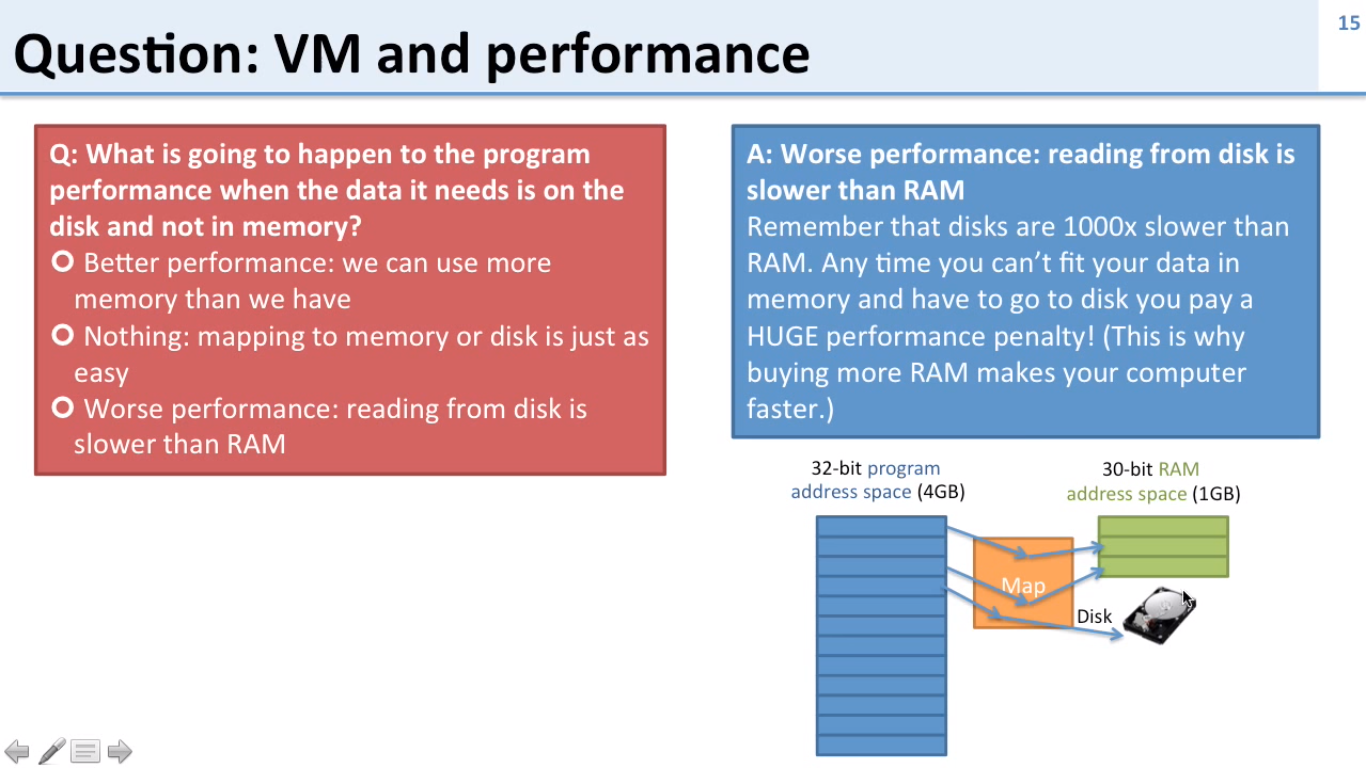 15
Question: VM and performance
Q: What is going to happen to the program
performance when the data it needs is on the
disk and not in memory?
Better performance: we can use more
memory than we have
Nothing: mapping to memory or disk is just as
easy
Worse performance: reading from disk is
slower than RAM
A: Worse performance: reading from disk is
slower than RAM
Remember that disks are 1000x slower than
RAM. Any time you can’t fit your data in
memory and have to go to disk you pay a
HUGE performance penalty! (This is why
buying more RAM makes your computer
faster.)
32-bit program
address space (4GB)
30-bit RAM
address space (1GB)
Map
Disk